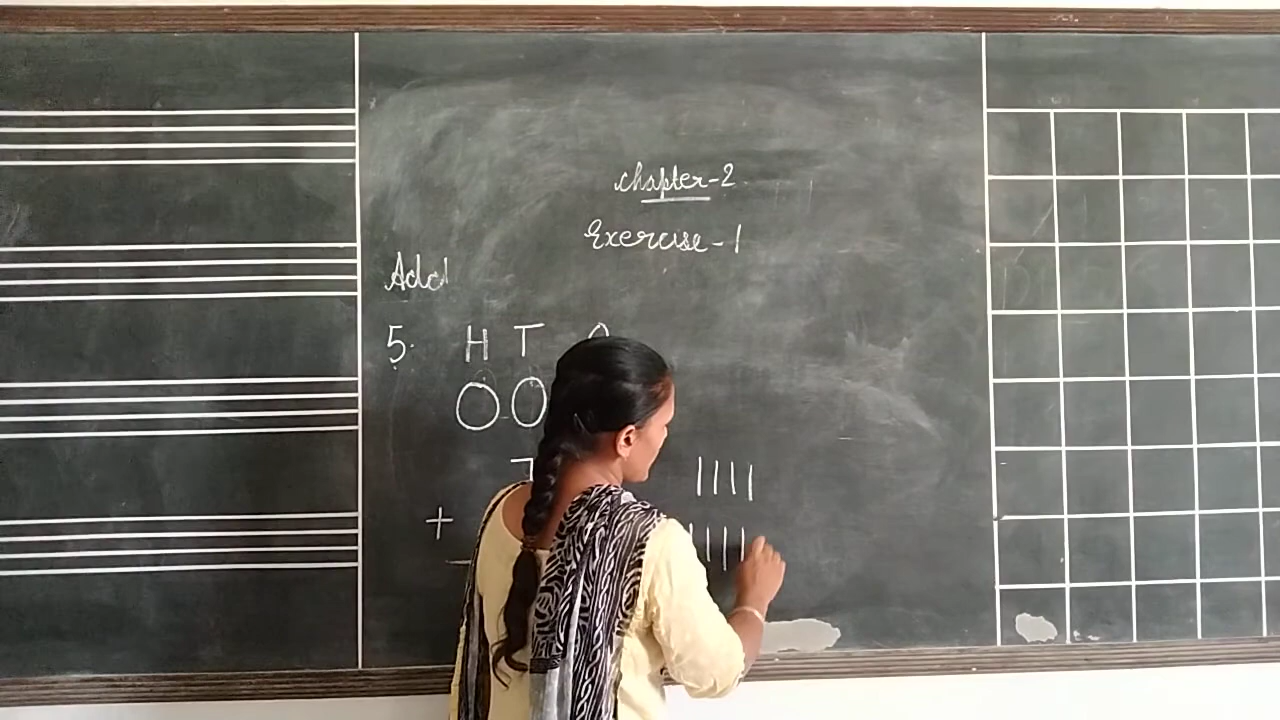 Chapter-2
Exercise-1
Add
5. H T
O O
||||
+ ||||